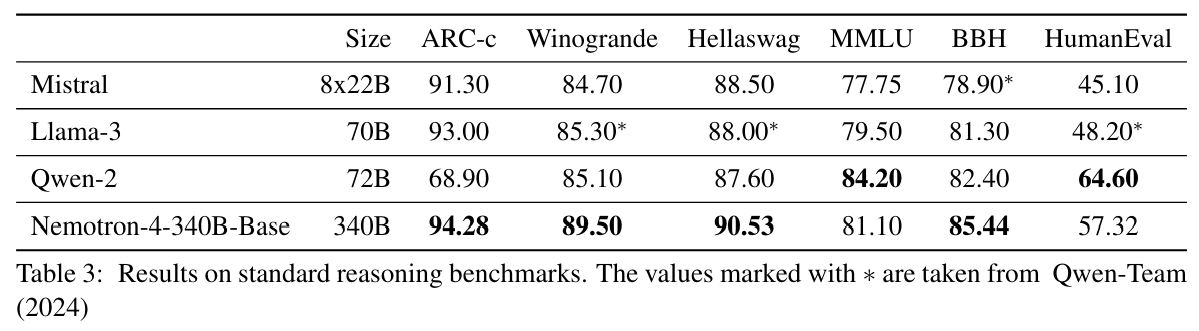 Size ARC-c Winogrande Hellaswag MMLU BBH HumanEval
Mistral 8x22B 91.30 84.70 88.50 77.75 78.90* 45.10
Llama-3 70B 93.00 85.30* 88.00* 79.50 81.30 48.20*
Qwen-2 72B 68.90 85.10 87.60 84.20 82.40 64.60
Nemotron-4-340B-Base 340B 94.28 89.50 90.53 81.10 85.44 57.32
Table 3: Results on standard reasoning benchmarks. The values marked with * are taken from Qwen-Team
(2024)